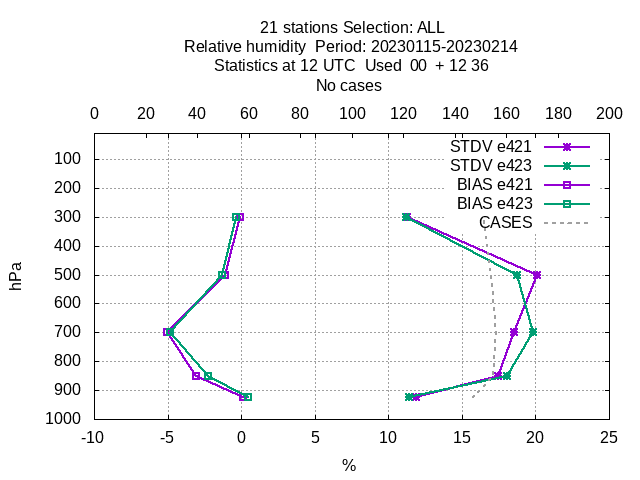 21 stations Selection: ALL
Relative humidity  Period: 20230115-20230214
Statistics at 12 UTC  Used  00  + 12 36
No cases
0 20 40 60 80 100 120 140 160 180 200
STDV e421
STDV e423
BIAS e421
BIAS e423
CASES
100
200
300
400
500
600
700
800
900
1000
hPa
-10 -5 0 5 10 15 20 25
%